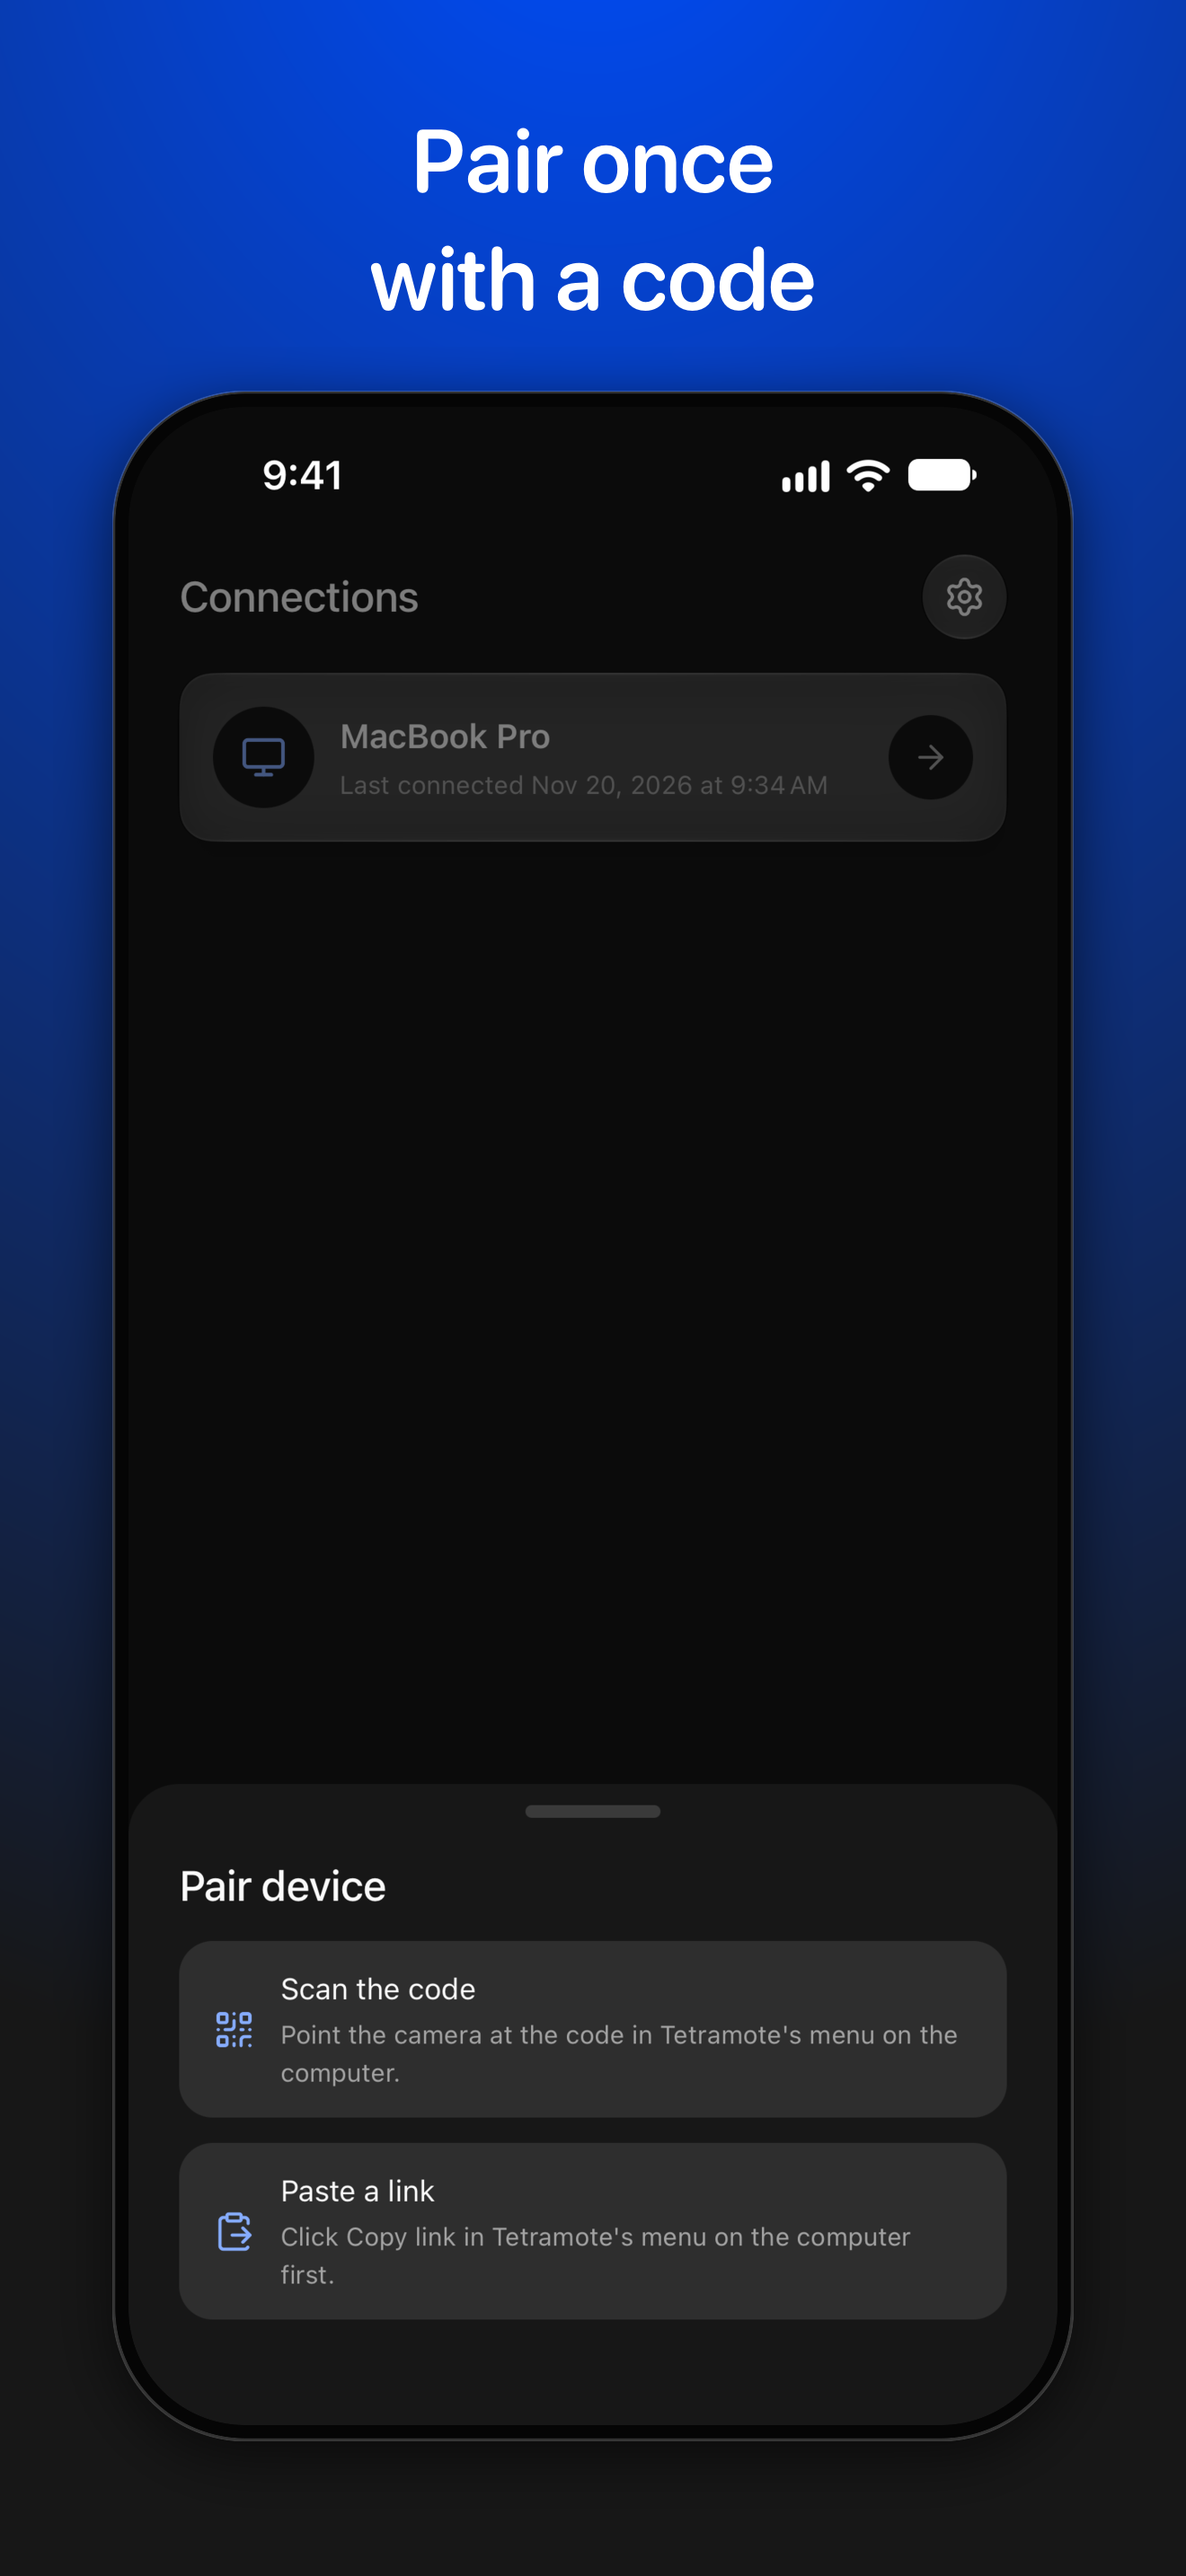 Pair once
with a code
9:41
Connections
MacBook Pro
Last connected Nov 20, 2026 at 9:34 AM
Pair device
Scan the code
Point the camera at the code in Tetramote's menu on the
computer.
Paste a link
Click Copy link in Tetramote's menu on the computer
first.